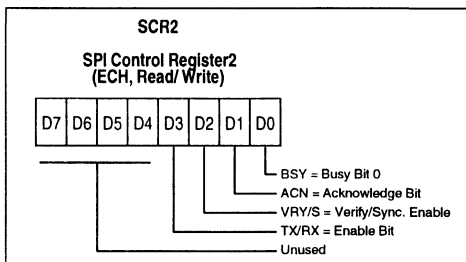 SCR2
SPI Control Register2
(ECH, Read/ Write)
D7 D6 D5 D4 D3 D2 D1 D0
BSY = Busy Bit 0
ACN = Acknowledge Bit
VRY/S = Verify/Sync. Enable
TX/RX = Enable Bit
Unused